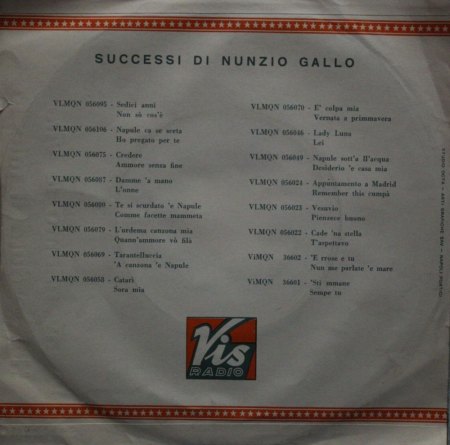 SUCCESSI DI NUNZIO GALLO
VLMQN 056095 - Sedici anni
Non sò cos'è
VLMQN 056106 - Napule ca se sceta
Ho pregato per te
VLMQN 056075 - Credere
Ammore senza fine
VLMQN 056057 - Damme 'a mano
L'onne
VLMQN 056080 - Te si scurdato 'e Napule
Comme facette mammeta
VLMQN 056079 - L'urdema canzona mia
Quann'ammore vò filà
VLMQN 056069 - Tarantelluccia
'A canzona 'e Napule
VLMQN 056058 - Catarì
Sora mia
VLMQN 056070 - E' colpa mia
Vernata a primmavera
VLMQN 056046 - Lady Luna
Lei
VLMQN 056049 - Napule sott'a ll'acqua
Desiderio 'e casa mia
VLMQN 056024 - Appuntamento a Madrid
Remember this cumpà
VLMQN 056023 - Vesuvio
Pienzece buono
VLMQN 056022 - Cade 'na stella
T'aspettavo
ViMQN 36602 - 'E rrose e tu
Nun me parlate 'e mare
ViMQN 36601 - 'Sti mmane
Sempe tu
Vis
RADIO